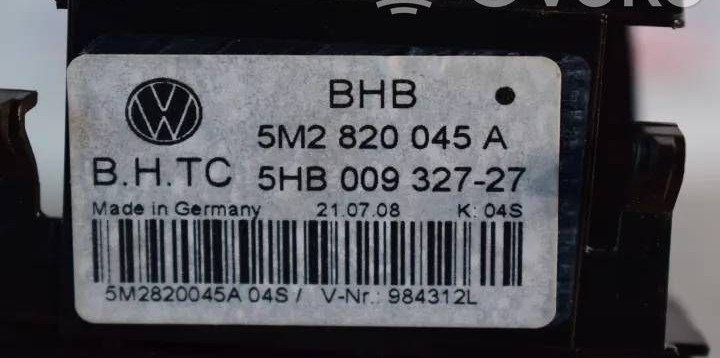 BHB
5M2 820 045 A
B.H.TC 5HB 009 327-27
Made in Germany 21.07.08 K: 04S
5M2820045A 04S / V-Nr.: 984312L